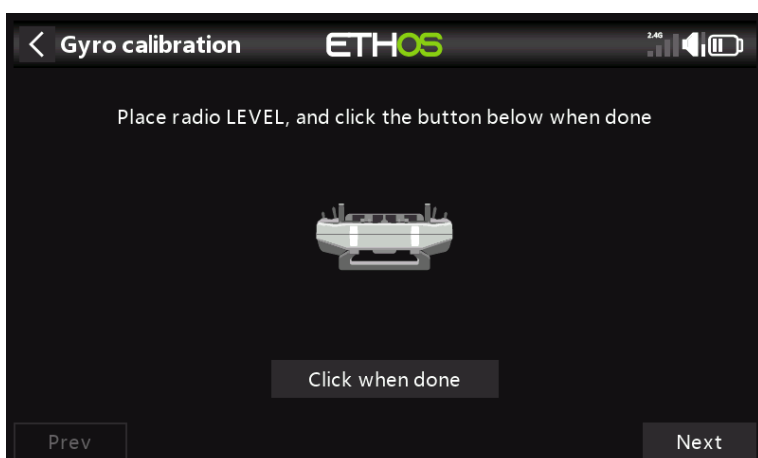 Gyro calibration
ETHOS
2.4G
Place radio LEVEL, and click the button below when done
Click when done
Prev
Next